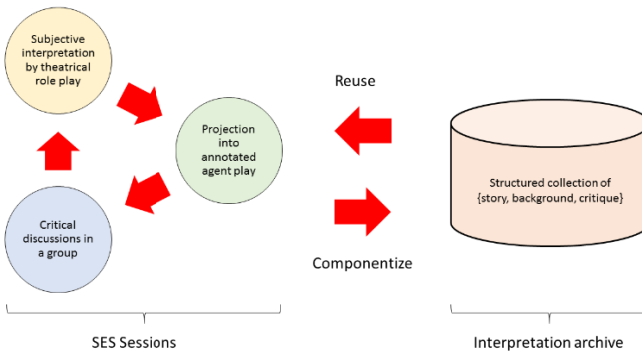 Subjective
interpretation
by theatrical
role play
Projection
into
annotated
agent play
Critical
discussions in
a group
Reuse
Componentize
Structured collection of
{story, background, critique}
SES Sessions
Interpretation archive